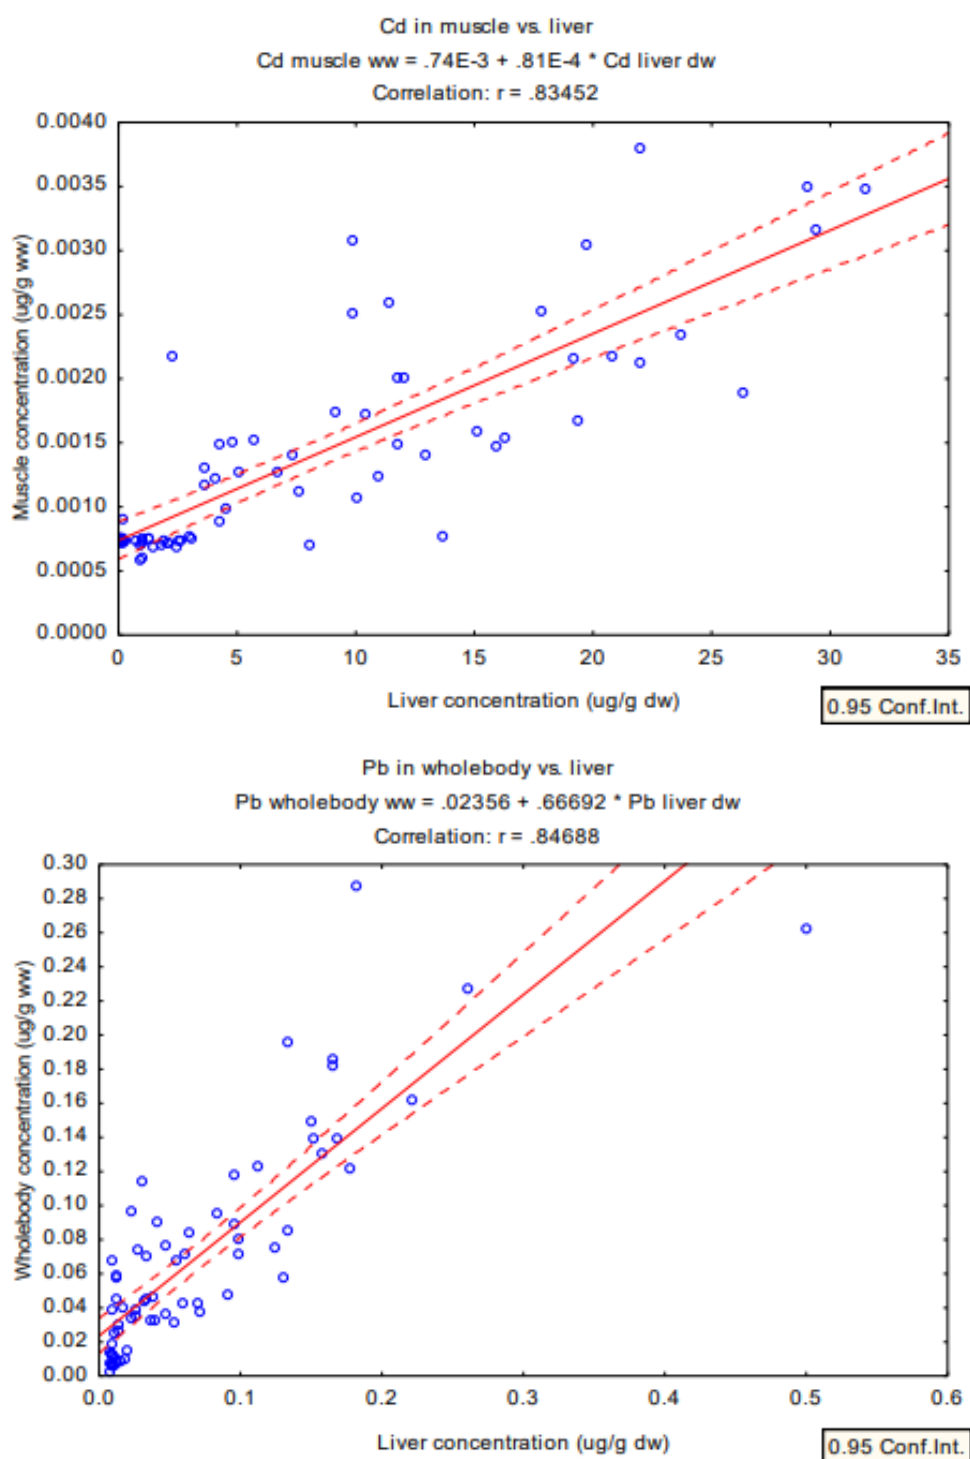 Cd in muscle vs. liver
Cd muscle ww = .74E-3 + .81E-4 * Cd liver dw
Correlation: r = .83452
0.0040
0.0035
0.0030
0.0025
0.0020
0.0015
0.0010
0.0005
0.0000
Muscle concentration (ug/g ww)
0 5 10 15 20 25 30 35
Liver concentration (ug/g dw)
0.95 Conf.Int.
Pb in wholebody vs. liver
Pb wholebody ww = .02356 + .66692 * Pb liver dw
Correlation: r = .84688
0.30
0.28
0.26
0.24
0.22
0.20
0.18
0.16
0.14
0.12
0.10
0.08
0.06
0.04
0.02
0.00
Wholebody concentration (ug/g ww)
0.0 0.1 0.2 0.3 0.4 0.5 0.6
Liver concentration (ug/g dw)
0.95 Conf.Int.